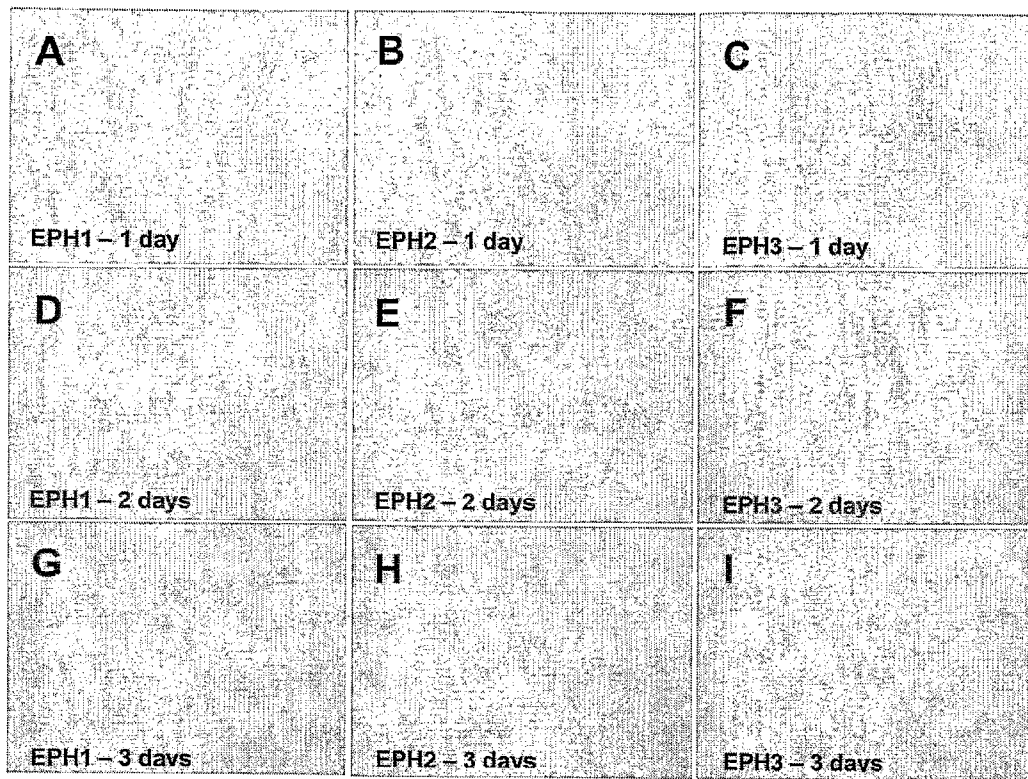 A
EPH1 – 1 day
B
EPH2 – 1 day
C
EPH3 – 1 day
D
EPH1 – 2 days
E
EPH2 – 2 days
F
EPH3 – 2 days
G
EPH1 – 3 days
H
EPH2 – 3 days
I
EPH3 – 3 days